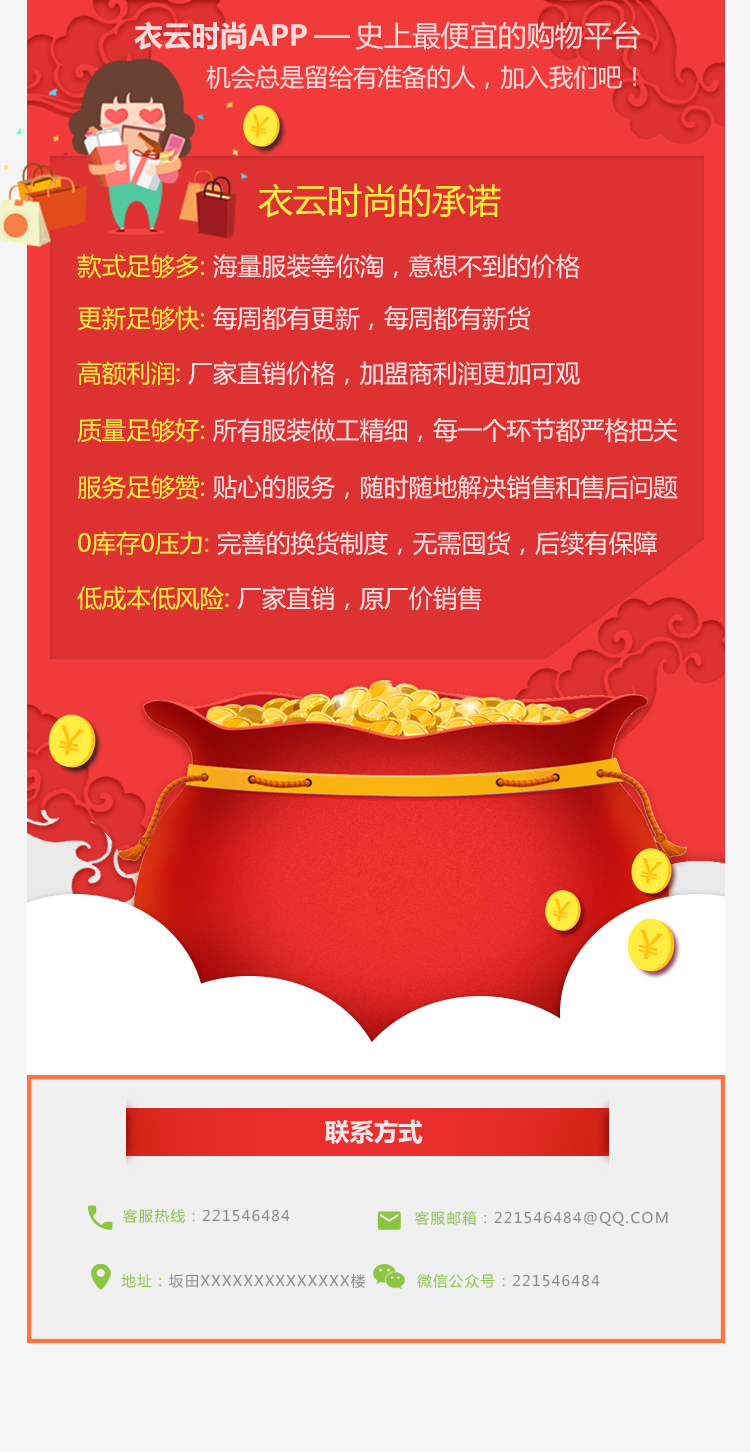 衣云时尚APP — 史上最便宜的购物平台
机会总是留给有准备的人，加入我们吧！
衣云时尚的承诺
款式足够多: 海量服装等你淘，意想不到的价格
更新足够快: 每周都有更新，每周都有新货
高额利润: 厂家直销价格，加盟商利润更加可观
质量足够好: 所有服装做工精细，每一个环节都严格把关
服务足够赞: 贴心的服务，随时随地解决销售和售后问题
0库存0压力: 完善的换货制度，无需囤货，后续有保障
低成本低风险: 厂家直销，原厂价销售
¥
¥
¥
¥
¥
联系方式
客服热线：221546484
客服邮箱：221546484@QQ.COM
地址：坂田XXXXXXXXXXXXXX楼
微信公众号：221546484